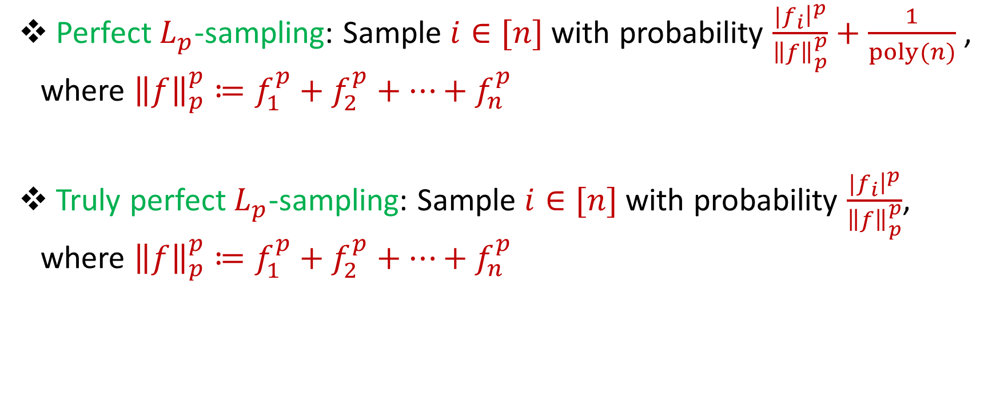 ❖ Perfect $L_p$-sampling: Sample $i \in [n]$ with probability $\frac{|f_i|^p}{\|f\|_p^p} + \frac{1}{\text{poly}(n)}$ ,
where $\|f\|_p^p := f_1^p + f_2^p + \cdots + f_n^p$
❖ Truly perfect $L_p$-sampling: Sample $i \in [n]$ with probability $\frac{|f_i|^p}{\|f\|_p^p}$,
where $\|f\|_p^p := f_1^p + f_2^p + \cdots + f_n^p$